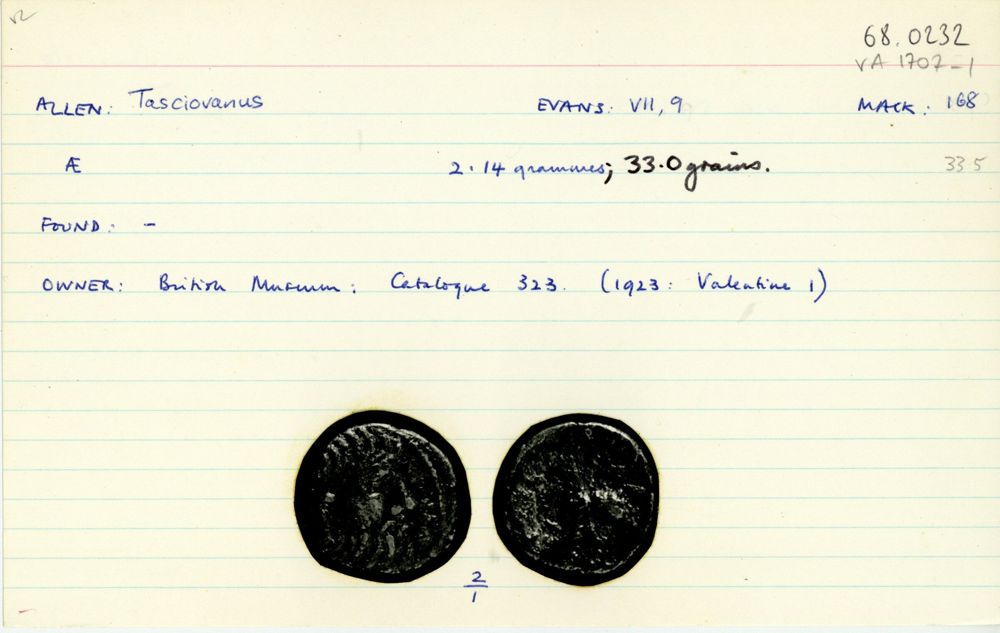 68.0232
VA 1707-1
ALLEN: Tasciovanus EVANS: VII, 9 MACK: 168
Æ 2.14 grammes; 33.0 grains. 33 5
FOUND: -
OWNER: British Museum: Catalogue 323. (1923: Valentine 1)
2
1